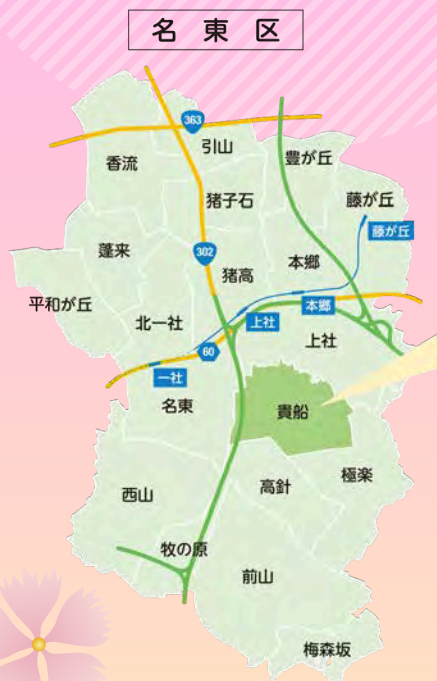 名東区
363
引山
香流
豊が丘
猪子石
藤が丘
藤が丘
蓬来
302
猪高
本郷
平和が丘
本郷
北一社
上社
上社
60
一社
名東
貴船
極楽
西山
高針
牧の原
前山
梅森坂